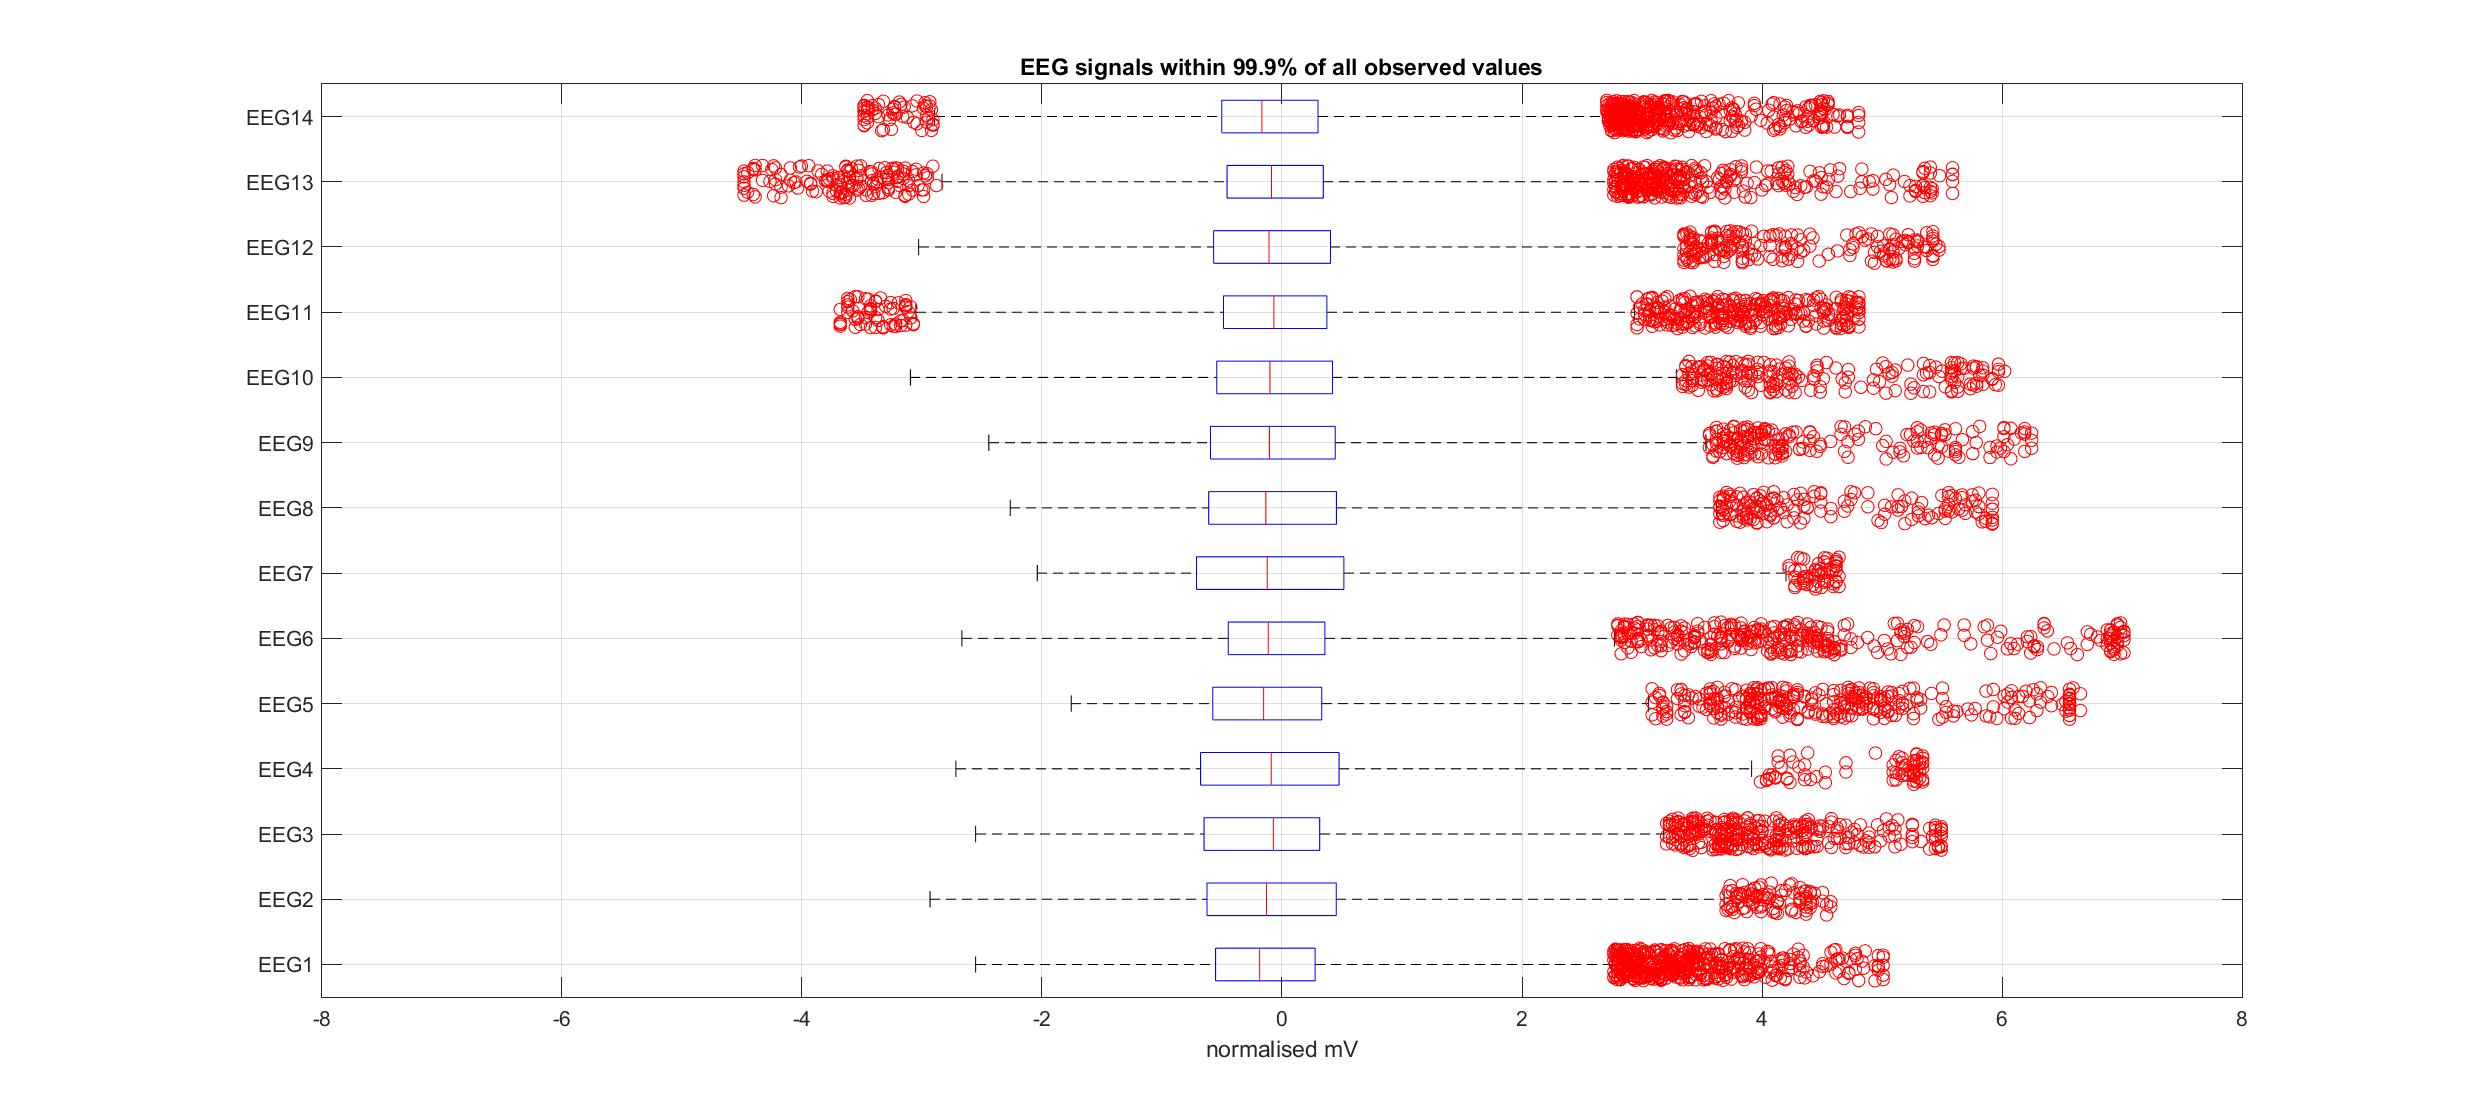 EEG signals within 99.9% of all observed values
EEG14
EEG13
EEG12
EEG11
EEG10
EEG9
EEG8
EEG7
EEG6
EEG5
EEG4
EEG3
EEG2
EEG1
-8 -6 -4 -2 0 2 4 6 8
normalised mV